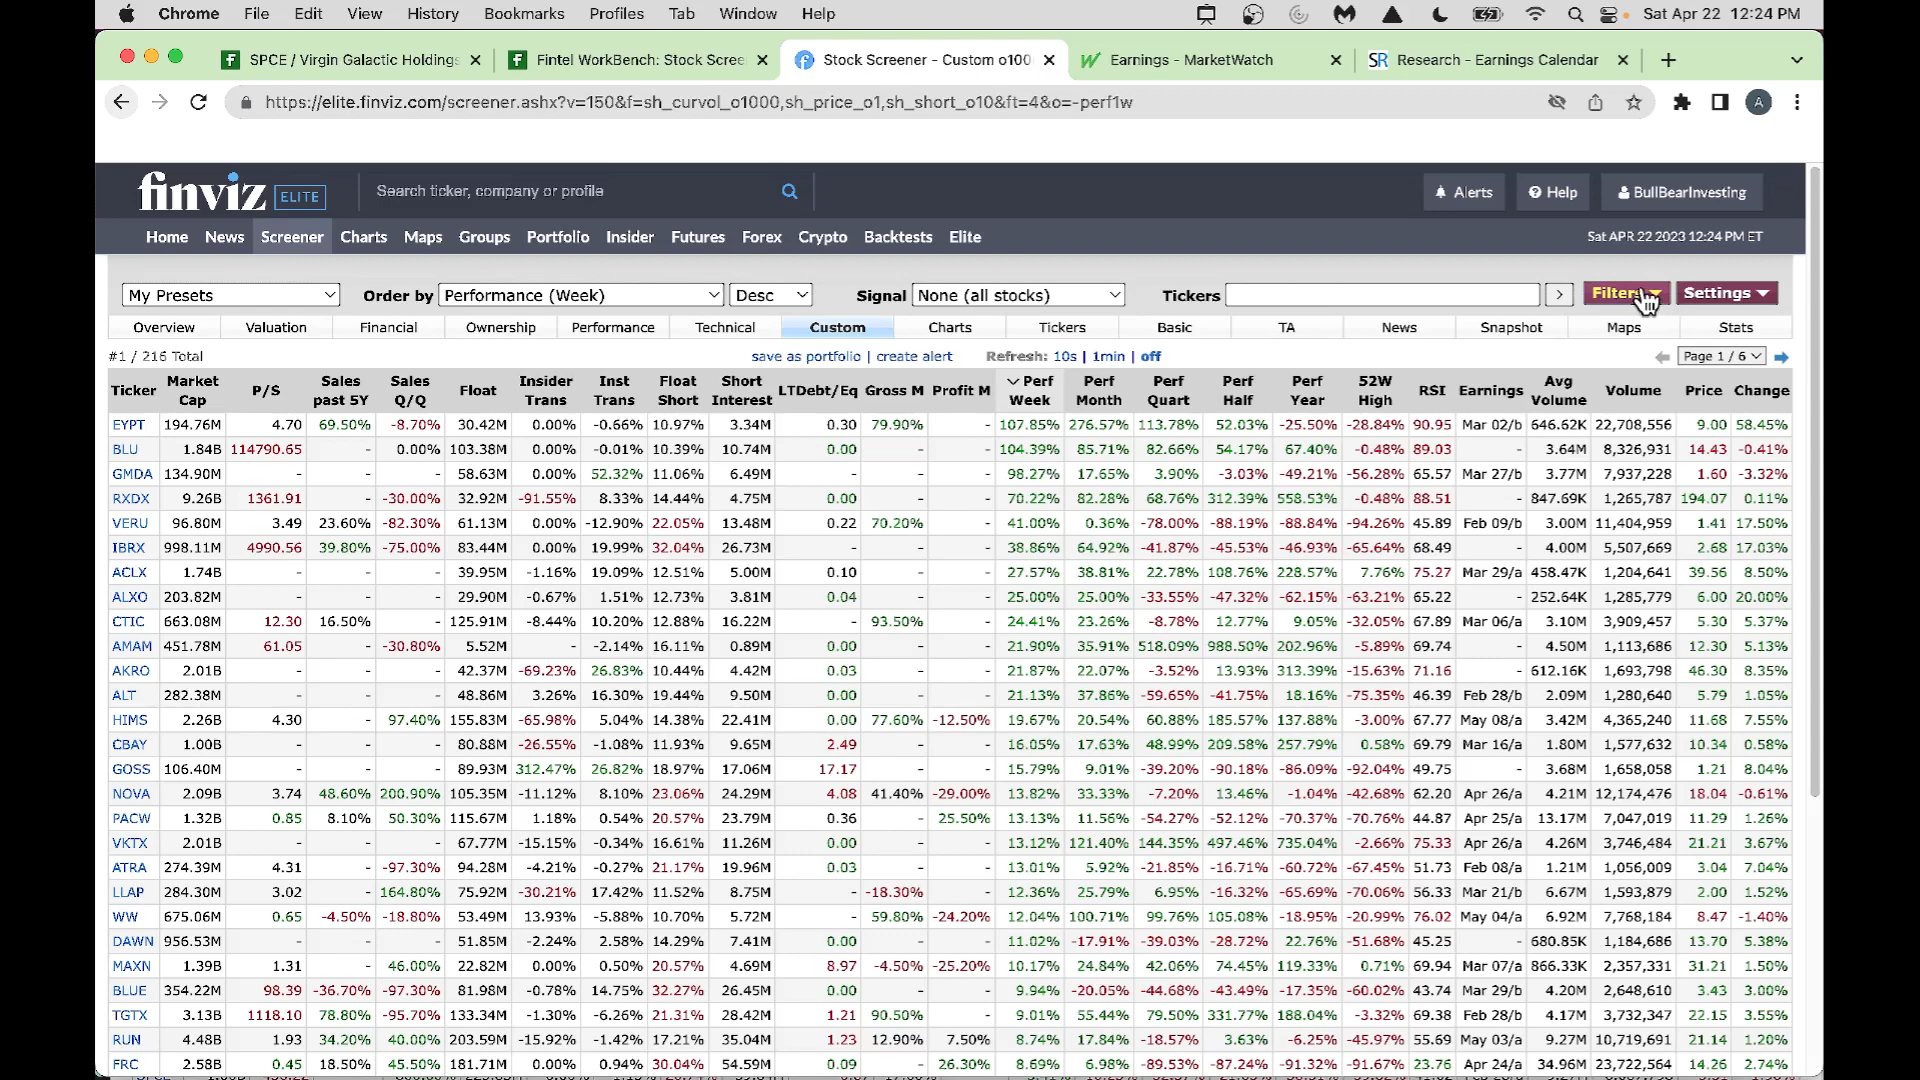 Chrome File Edit View History Bookmarks Profiles Tab Window Help Sat Apr 22 12:24 PM
SPCE / Virgin Galactic Holdings Fintel WorkBench: Stock Scree Stock Screener - Custom o100 Earnings - MarketWatch SR Research - Earnings Calendar
https://elite.finviz.com/screener.ashx?v=150&f=sh_curvol_o1000,sh_price_o1,sh_short_o10&ft=4&o=-perf1w A
finviz ELITE Search ticker, company or profile Alerts Help BullBearInvesting
Home News Screener Charts Maps Groups Portfolio Insider Futures Forex Crypto Backtests Elite Sat APR 22 2023 12:24 PM ET
My Presets Order by Performance (Week) Desc Signal None (all stocks) Tickers > Filters Settings
Overview Valuation Financial Ownership Performance Technical Custom Charts Tickers Basic TA News Snapshot Maps Stats
#1 / 216 Total save as portfolio | create alert Refresh: 10s | 1min | off Page 1 / 6
Ticker Market Cap P/S Sales past 5Y Sales Q/Q Float Insider Trans Inst Trans Float Short Short Interest LTDebt/Eq Gross M Profit M Perf Week Perf Month Perf Quart Perf Half Perf Year 52W High RSI Earnings Avg Volume Volume Price Change
EYPT 194.76M 4.70 69.50% -8.70% 30.42M 0.00% -0.66% 10.97% 3.34M 0.30 79.90% - 107.85% 276.57% 113.78% 52.03% -25.50% -28.84% 90.95 Mar 02/b 646.62K 22,708,556 9.00 58.45%
BLU 1.84B 114790.65 - 0.00% 103.38M 0.00% -0.01% 10.39% 10.74M 0.00 - - 104.39% 85.71% 82.66% 54.17% 67.40% -0.48% 89.03 - 3.64M 8,326,931 14.43 -0.41%
GMDA 134.90M - - - 58.63M 0.00% 52.32% 11.06% 6.49M - - - 98.27% 17.65% 3.90% -3.03% -49.21% -56.28% 65.57 Mar 27/b 3.77M 7,937,228 1.60 -3.32%
RXDX 9.26B 1361.91 - -30.00% 32.92M -91.55% 8.33% 14.44% 4.75M 0.00 - - 70.22% 82.28% 68.76% 312.39% 558.53% -0.48% 88.51 - 847.69K 1,265,787 194.07 0.11%
VERU 96.80M 3.49 23.60% -82.30% 61.13M 0.00% -12.90% 22.05% 13.48M 0.22 70.20% - 41.00% 0.36% -78.00% -88.19% -88.84% -94.26% 45.89 Feb 09/b 3.00M 11,404,959 1.41 17.50%
IBRX 998.11M 4990.56 39.80% -75.00% 83.44M 0.00% 19.99% 32.04% 26.73M - - - 38.86% 64.92% -41.87% -45.53% -46.93% -65.64% 68.49 - 4.00M 5,507,669 2.68 17.03%
ACLX 1.74B - - - 39.95M -1.16% 19.09% 12.51% 5.00M 0.10 - - 27.57% 38.81% 22.78% 108.76% 228.57% 7.76% 75.27 Mar 29/a 458.47K 1,204,641 39.56 8.50%
ALXO 203.82M - - - 29.90M -0.67% 1.51% 12.73% 3.81M 0.04 - - 25.00% 25.00% -33.55% -47.32% -62.15% -63.21% 65.22 - 252.64K 1,285,779 6.00 20.00%
CTIC 663.08M 12.30 16.50% - 125.91M -8.44% 10.20% 12.88% 16.22M - 93.50% - 24.41% 23.26% -8.78% 12.77% 9.05% -32.05% 67.89 Mar 06/a 3.10M 3,909,457 5.30 5.37%
AMAM 451.78M 61.05 - -30.80% 5.52M - -2.14% 16.11% 0.89M 0.00 - - 21.90% 35.91% 518.09% 988.50% 202.96% -5.89% 69.74 - 4.50M 1,113,686 12.30 5.13%
AKRO 2.01B - - - 42.37M -69.23% 26.83% 10.44% 4.42M 0.03 - - 21.87% 22.07% -3.52% 13.93% 313.39% -15.63% 71.16 - 612.16K 1,693,798 46.30 8.35%
ALT 282.38M - - - 48.86M 3.26% 16.30% 19.44% 9.50M 0.00 - - 21.13% 37.86% -59.65% -41.75% 18.16% -75.35% 46.39 Feb 28/b 2.09M 1,280,640 5.79 1.05%
HIMS 2.26B 4.30 - 97.40% 155.83M -65.98% 5.04% 14.38% 22.41M 0.00 77.60% -12.50% 19.67% 20.54% 60.88% 185.57% 137.88% -3.00% 67.77 May 08/a 3.42M 4,365,240 11.68 7.55%
CBAY 1.00B - - - 80.88M -26.55% -1.08% 11.93% 9.65M 2.49 - - 16.05% 17.63% 48.99% 209.58% 257.79% 0.58% 69.79 Mar 16/a 1.80M 1,577,632 10.34 0.58%
GOSS 106.40M - - - 89.93M 312.47% 26.82% 18.97% 17.06M 17.17 - - 15.79% 9.01% -39.20% -90.18% -86.09% -92.04% 49.75 - 3.68M 1,658,058 1.21 8.04%
NOVA 2.09B 3.74 48.60% 200.90% 105.35M -11.12% 8.10% 23.06% 24.29M 4.08 41.40% -29.00% 13.82% 33.33% -7.20% 13.46% -1.04% -42.68% 62.20 Apr 26/a 4.21M 12,174,476 18.04 -0.61%
PACW 1.32B 0.85 8.10% 50.30% 115.67M 1.18% 0.54% 20.57% 23.79M 0.36 - 25.50% 13.13% 11.56% -54.27% -52.12% -70.37% -70.76% 44.87 Apr 25/a 13.17M 7,047,019 11.29 1.26%
VKTX 2.01B - - - 67.77M -15.15% -0.34% 16.61% 11.26M 0.00 - - 13.12% 121.40% 144.35% 497.46% 735.04% -2.66% 75.33 Apr 26/a 4.26M 3,746,484 21.21 3.67%
ATRA 274.39M 4.31 - -97.30% 94.28M -4.21% -0.27% 21.17% 19.96M 0.03 - - 13.01% 5.92% -21.85% -16.71% -60.72% -67.45% 51.73 Feb 08/a 1.21M 1,056,009 3.04 7.04%
LLAP 284.30M 3.02 - 164.80% 75.92M -30.21% 17.42% 11.52% 8.75M - -18.30% - 12.36% 25.79% 6.95% -16.32% -65.69% -70.06% 56.33 Mar 21/b 6.67M 1,593,879 2.00 1.52%
WW 675.06M 0.65 -4.50% -18.80% 53.49M 13.93% -5.88% 10.70% 5.72M - 59.80% -24.20% 12.04% 100.71% 99.76% 105.08% -18.95% -20.99% 76.02 May 04/a 6.92M 7,768,184 8.47 -1.40%
DAWN 956.53M - - - 51.85M -2.24% 2.58% 14.29% 7.41M 0.00 - - 11.02% -17.91% -39.03% -28.72% 22.76% -51.68% 45.25 - 680.85K 1,184,686 13.70 5.38%
MAXN 1.39B 1.31 - 46.00% 22.82M 0.00% 0.50% 20.57% 4.69M 8.97 -4.50% -25.20% 10.17% 24.84% 42.06% 74.45% 119.33% 0.71% 69.94 Mar 07/a 866.33K 2,357,331 31.21 1.50%
BLUE 354.22M 98.39 -36.70% -97.30% 81.98M -0.78% 14.75% 32.27% 26.45M 0.00 - - 9.94% -20.05% -44.68% -43.49% -17.35% -60.02% 43.74 Mar 29/b 4.20M 2,648,610 3.43 3.00%
TGTX 3.13B 1118.10 78.80% -95.70% 133.34M -1.30% -6.26% 21.31% 28.42M 1.21 90.50% - 9.01% 55.44% 79.50% 331.77% 188.04% -3.32% 69.38 Feb 28/b 4.17M 3,732,347 22.15 3.55%
RUN 4.48B 1.93 34.20% 40.00% 203.59M -15.92% -1.42% 17.21% 35.04M 1.23 12.90% 7.50% 8.74% 17.84% -18.57% 3.63% -6.25% -45.97% 55.69 May 03/a 9.27M 10,719,691 21.14 1.20%
FRC 2.58B 0.45 18.50% 45.50% 181.71M 0.00% 0.94% 30.04% 54.59M 0.09 - 26.30% 8.69% 6.98% -89.53% -87.24% -91.32% -91.67% 23.76 Apr 24/a 34.96M 23,722,564 14.26 2.74%